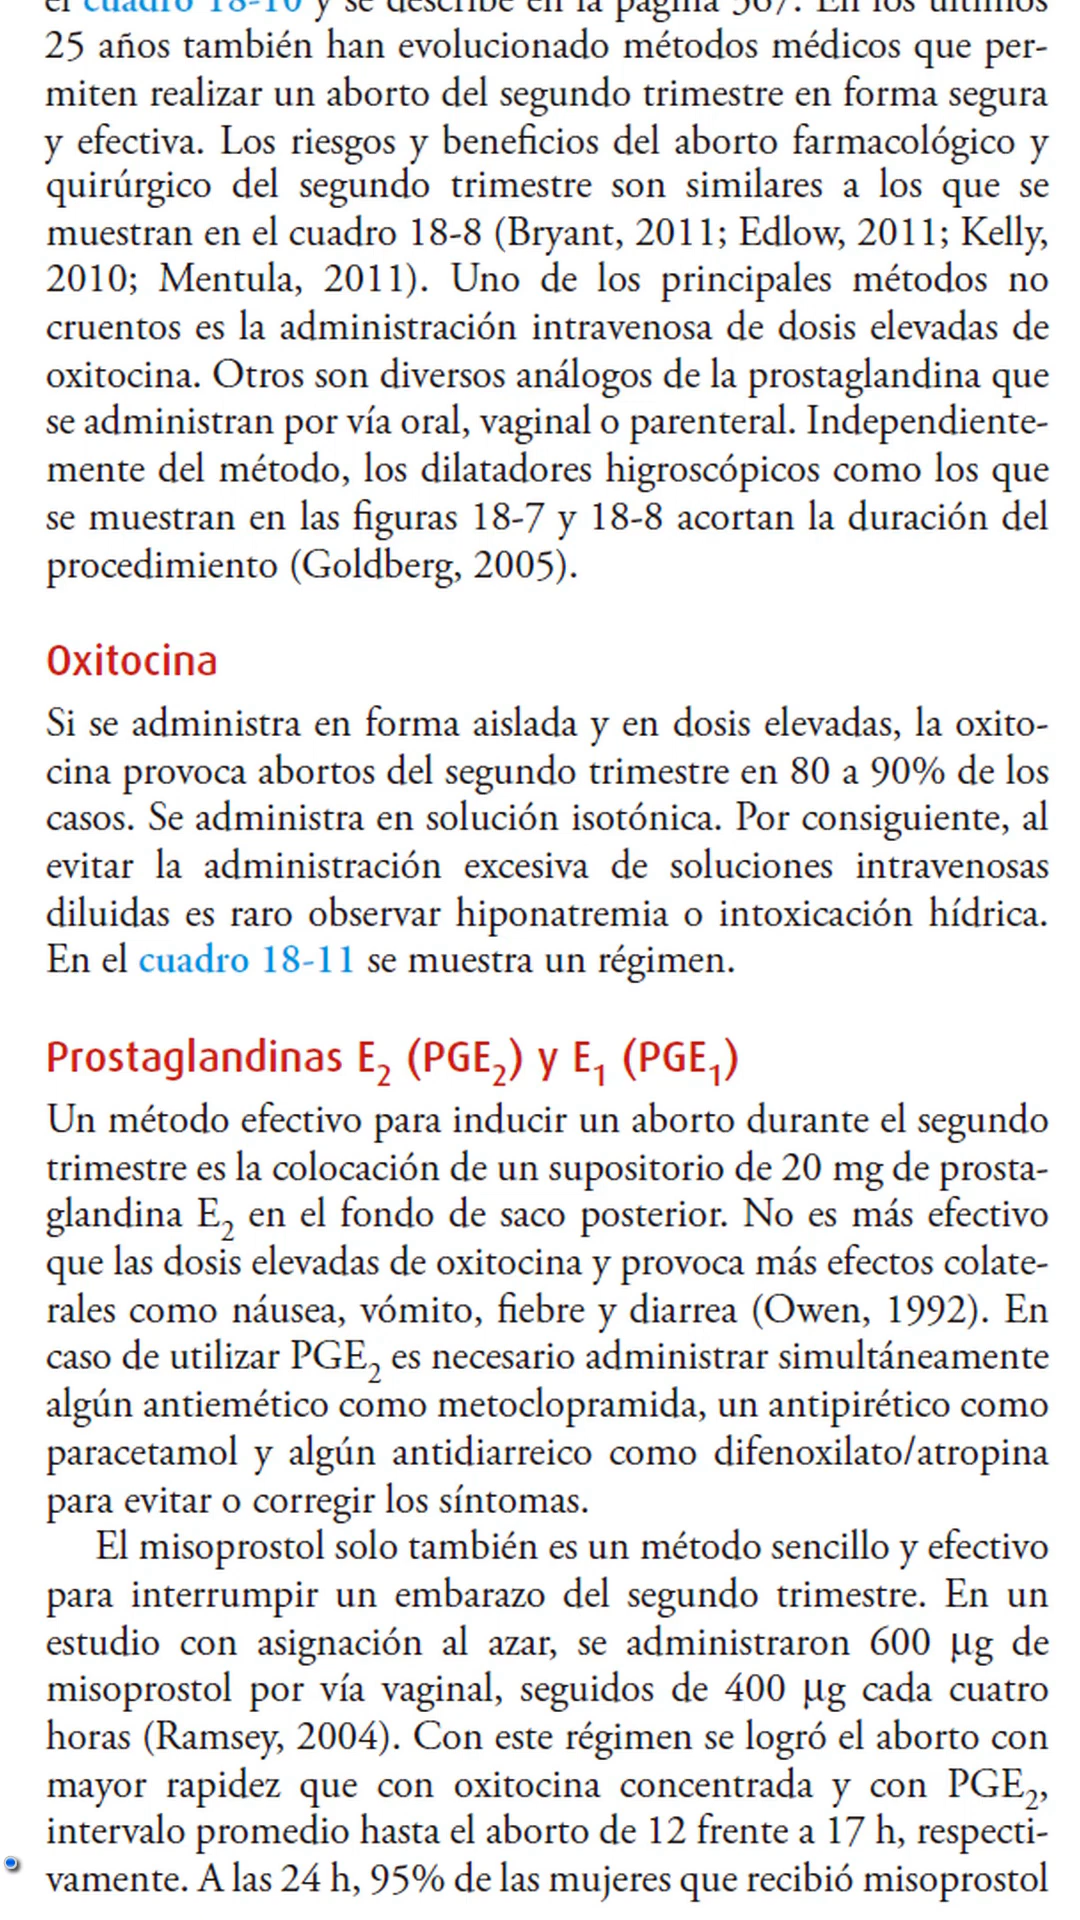 el cuadro 18-10 y se describe en la página 367. En los últimos
25 años también han evolucionado métodos médicos que per-
miten realizar un aborto del segundo trimestre en forma segura
y efectiva. Los riesgos y beneficios del aborto farmacológico y
quirúrgico del segundo trimestre son similares a los que se
muestran en el cuadro 18-8 (Bryant, 2011; Edlow, 2011; Kelly,
2010; Mentula, 2011). Uno de los principales métodos no
cruentos es la administración intravenosa de dosis elevadas de
oxitocina. Otros son diversos análogos de la prostaglandina que
se administran por vía oral, vaginal o parenteral. Independiente-
mente del método, los dilatadores higroscópicos como los que
se muestran en las figuras 18-7 y 18-8 acortan la duración del
procedimiento (Goldberg, 2005).
Oxitocina
Si se administra en forma aislada y en dosis elevadas, la oxito-
cina provoca abortos del segundo trimestre en 80 a 90% de los
casos. Se administra en solución isotónica. Por consiguiente, al
evitar la administración excesiva de soluciones intravenosas
diluidas es raro observar hiponatremia o intoxicación hídrica.
En el cuadro 18-11 se muestra un régimen.
Prostaglandinas E₂ (PGE₂) y E₁ (PGE₁)
Un método efectivo para inducir un aborto durante el segundo
trimestre es la colocación de un supositorio de 20 mg de prosta-
glandina E₂ en el fondo de saco posterior. No es más efectivo
que las dosis elevadas de oxitocina y provoca más efectos colate-
rales como náusea, vómito, fiebre y diarrea (Owen, 1992). En
caso de utilizar PGE₂ es necesario administrar simultáneamente
algún antiemético como metoclopramida, un antipirético como
paracetamol y algún antidiarreico como difenoxilato/atropina
para evitar o corregir los síntomas.
El misoprostol solo también es un método sencillo y efectivo
para interrumpir un embarazo del segundo trimestre. En un
estudio con asignación al azar, se administraron 600 μg de
misoprostol por vía vaginal, seguidos de 400 μg cada cuatro
horas (Ramsey, 2004). Con este régimen se logró el aborto con
mayor rapidez que con oxitocina concentrada y con PGE₂,
intervalo promedio hasta el aborto de 12 frente a 17 h, respecti-
vamente. A las 24 h, 95% de las mujeres que recibió misoprostol